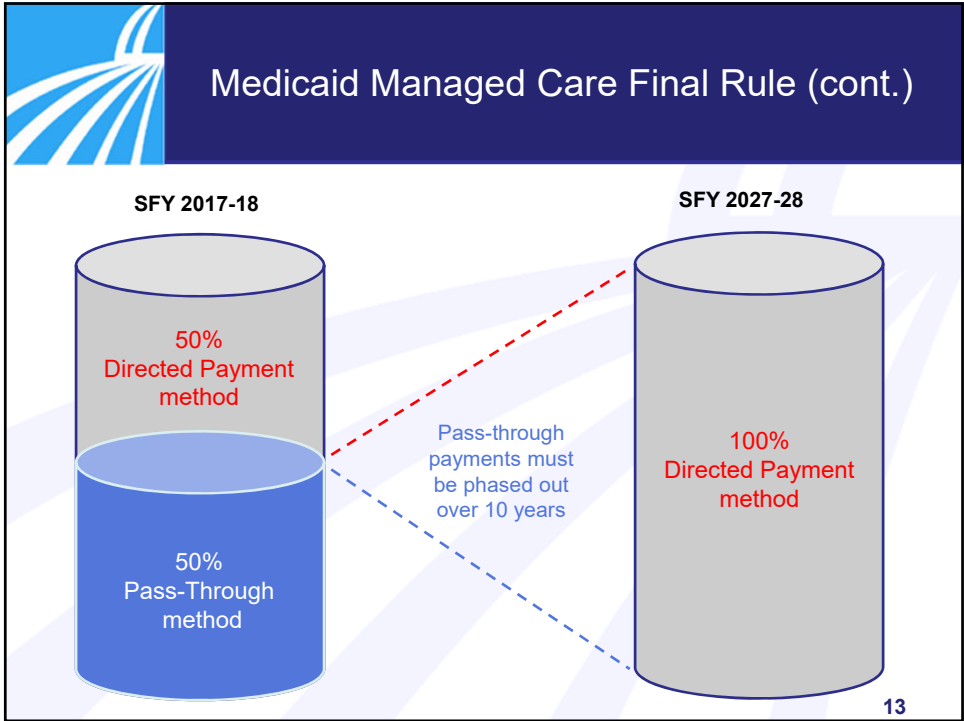 Medicaid Managed Care Final Rule (cont.)
SFY 2017-18
50%
Directed Payment
method
50%
Pass-Through
method
Pass-through
payments must
be phased out
over 10 years
SFY 2027-28
100%
Directed Payment
method
13